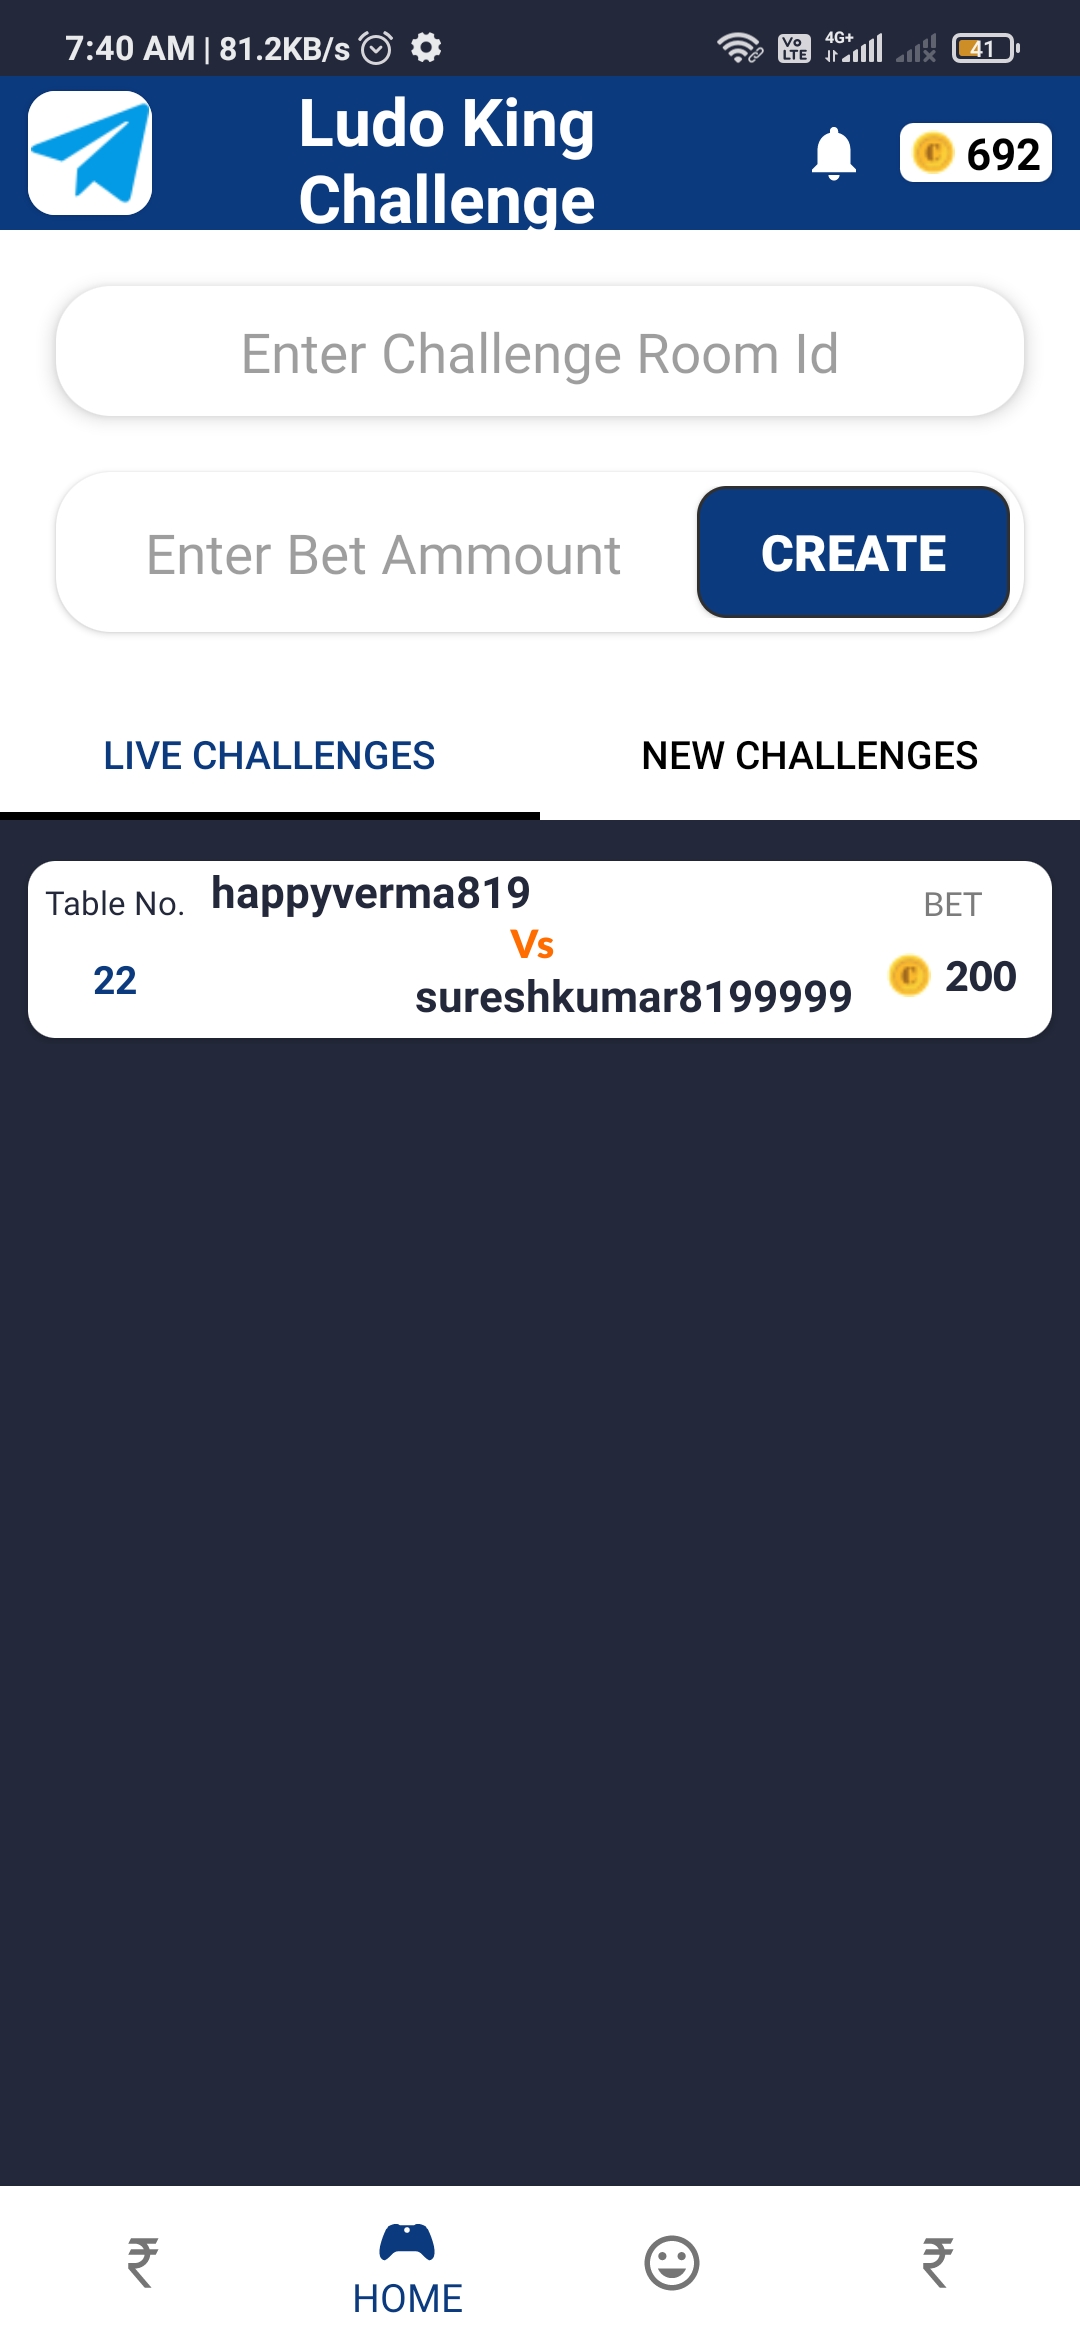 7:40 AM | 81.2KB/s
Vo LTE
4G+
41
Ludo King
Challenge
692
Enter Challenge Room Id
Enter Bet Ammount
CREATE
LIVE CHALLENGES
NEW CHALLENGES
Table No.
happyverma819
BET
Vs
22
sureshkumar8199999
200
₹
HOME
₹